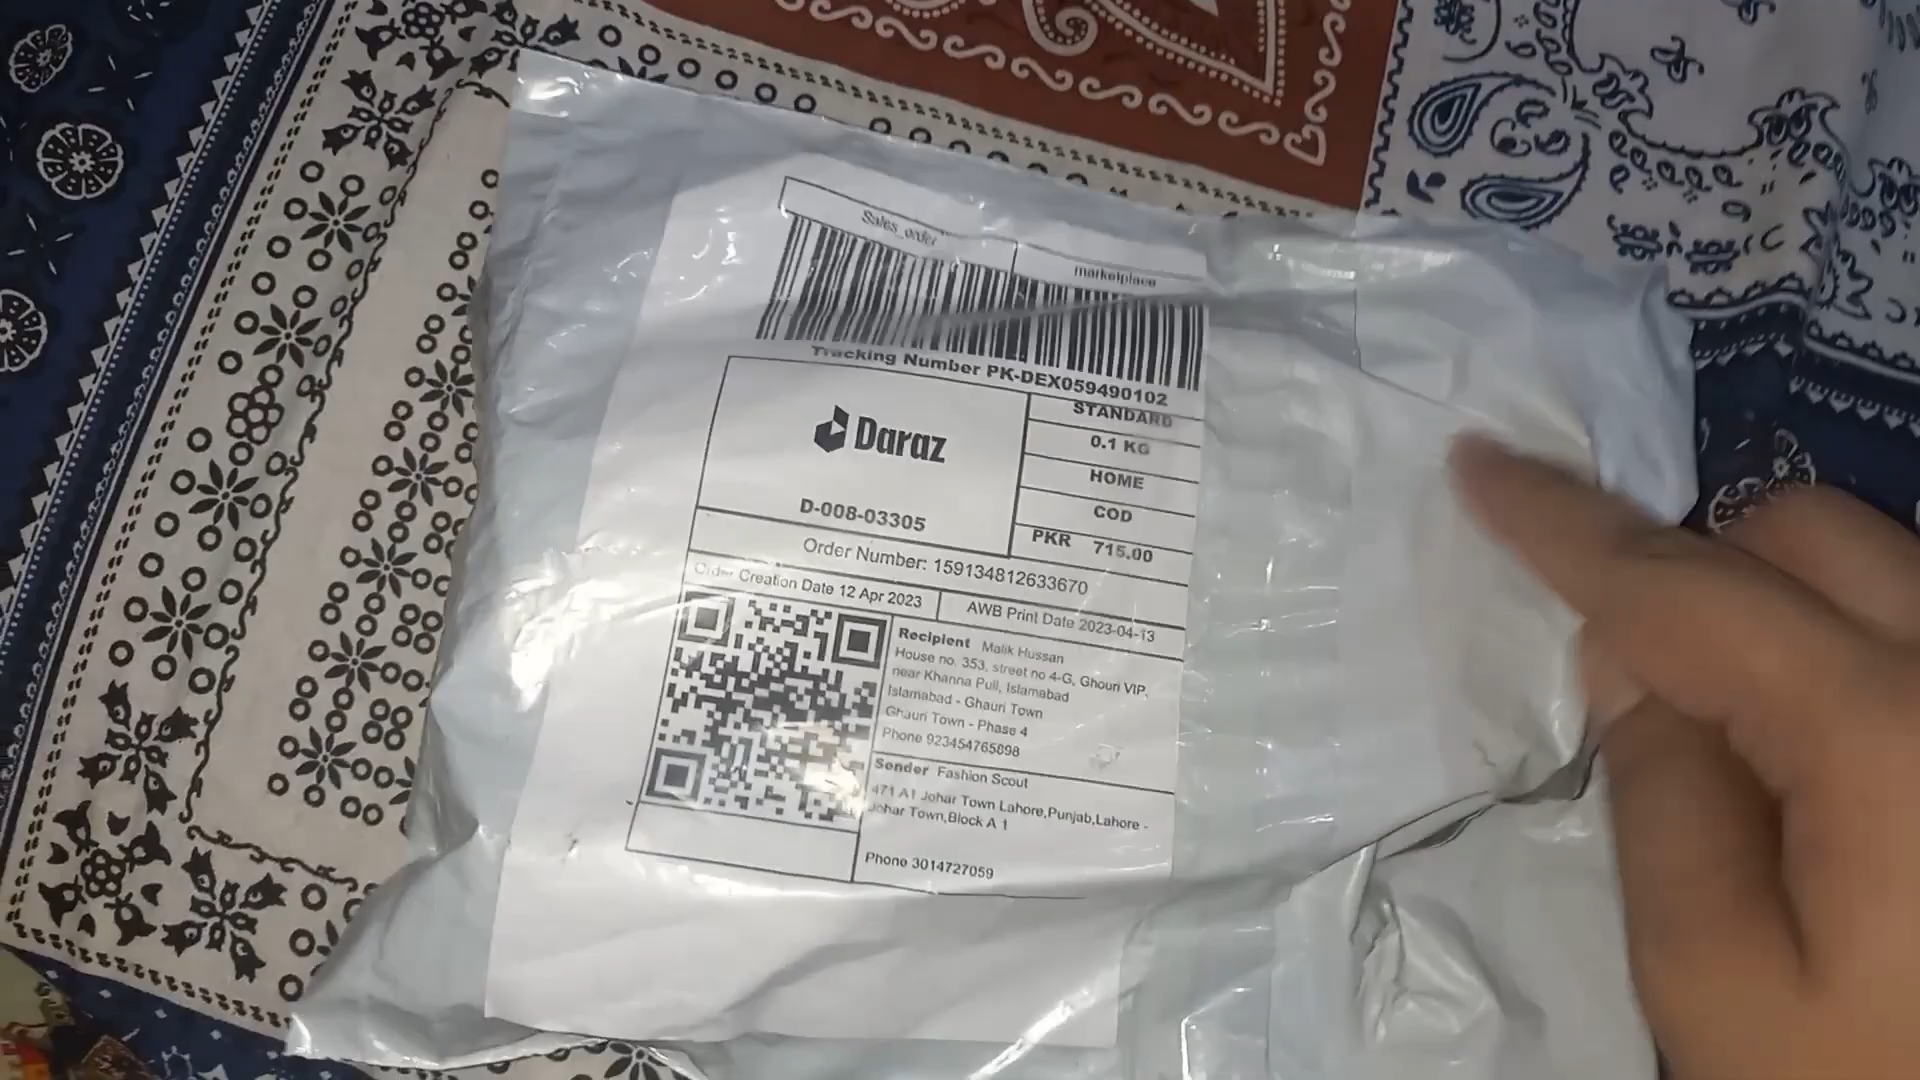 Sales_order
marketplace
Tracking Number PK-DEX059490102
Daraz
D-008-03305
STANDARD
0.1 KG
HOME
COD
PKR 715.00
Order Number: 159134812633670
Order Creation Date 12 Apr 2023
AWB Print Date 2023-04-13
Recipient Malik Hussan
House no. 353, street no 4-G, Ghouri VIP,
near Khanna Pull, Islamabad
Islamabad - Ghauri Town
Ghauri Town - Phase 4
Phone 923454765898
Sender Fashion Scout
471 A1 Johar Town Lahore,Punjab,Lahore -
Johar Town,Block A 1
Phone 3014727059